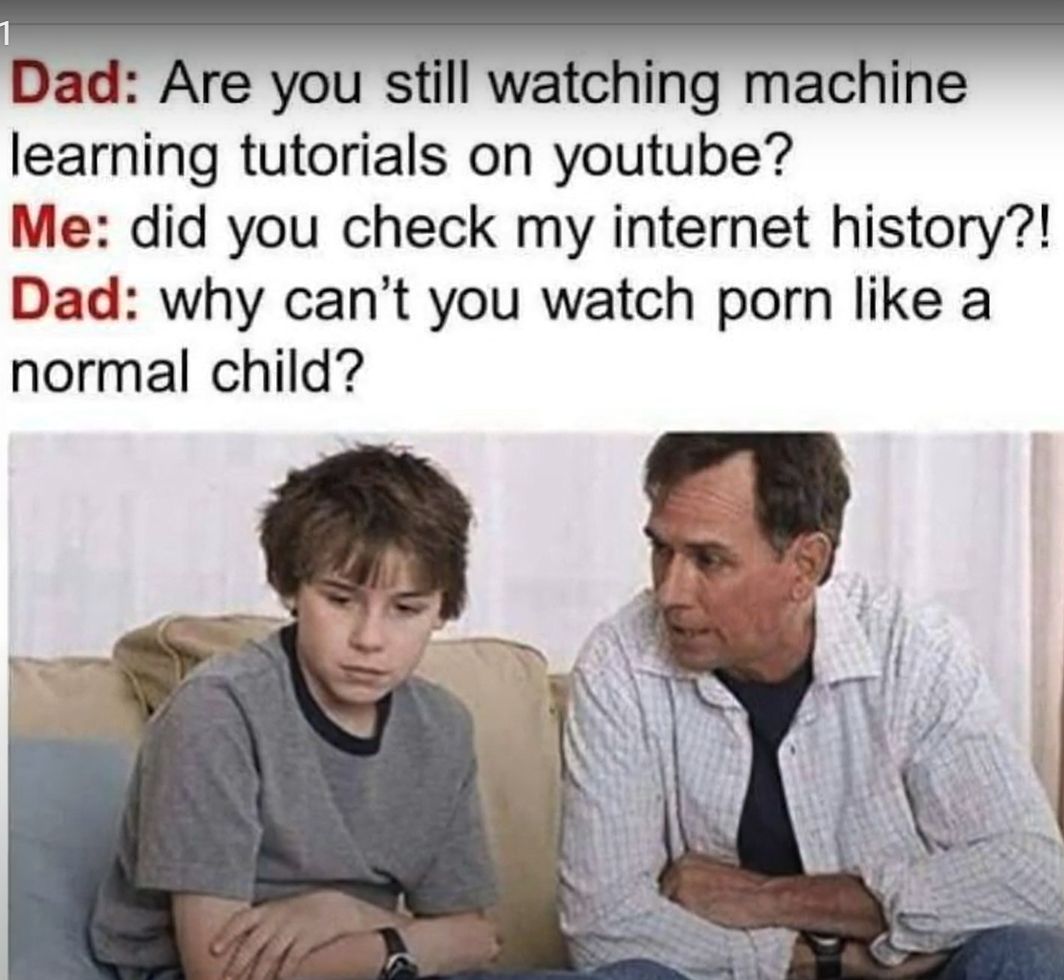 1
Dad: Are you still watching machine
learning tutorials on youtube?
Me: did you check my internet history?!
Dad: why can’t you watch porn like a
normal child?